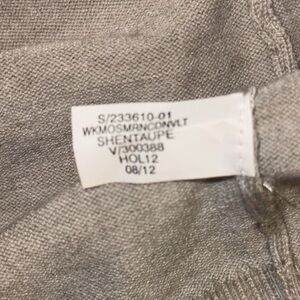 S/233610-01
WKMOSMRNCDNVLT
SHENTAUPE
V/300388
HOL12
08/12